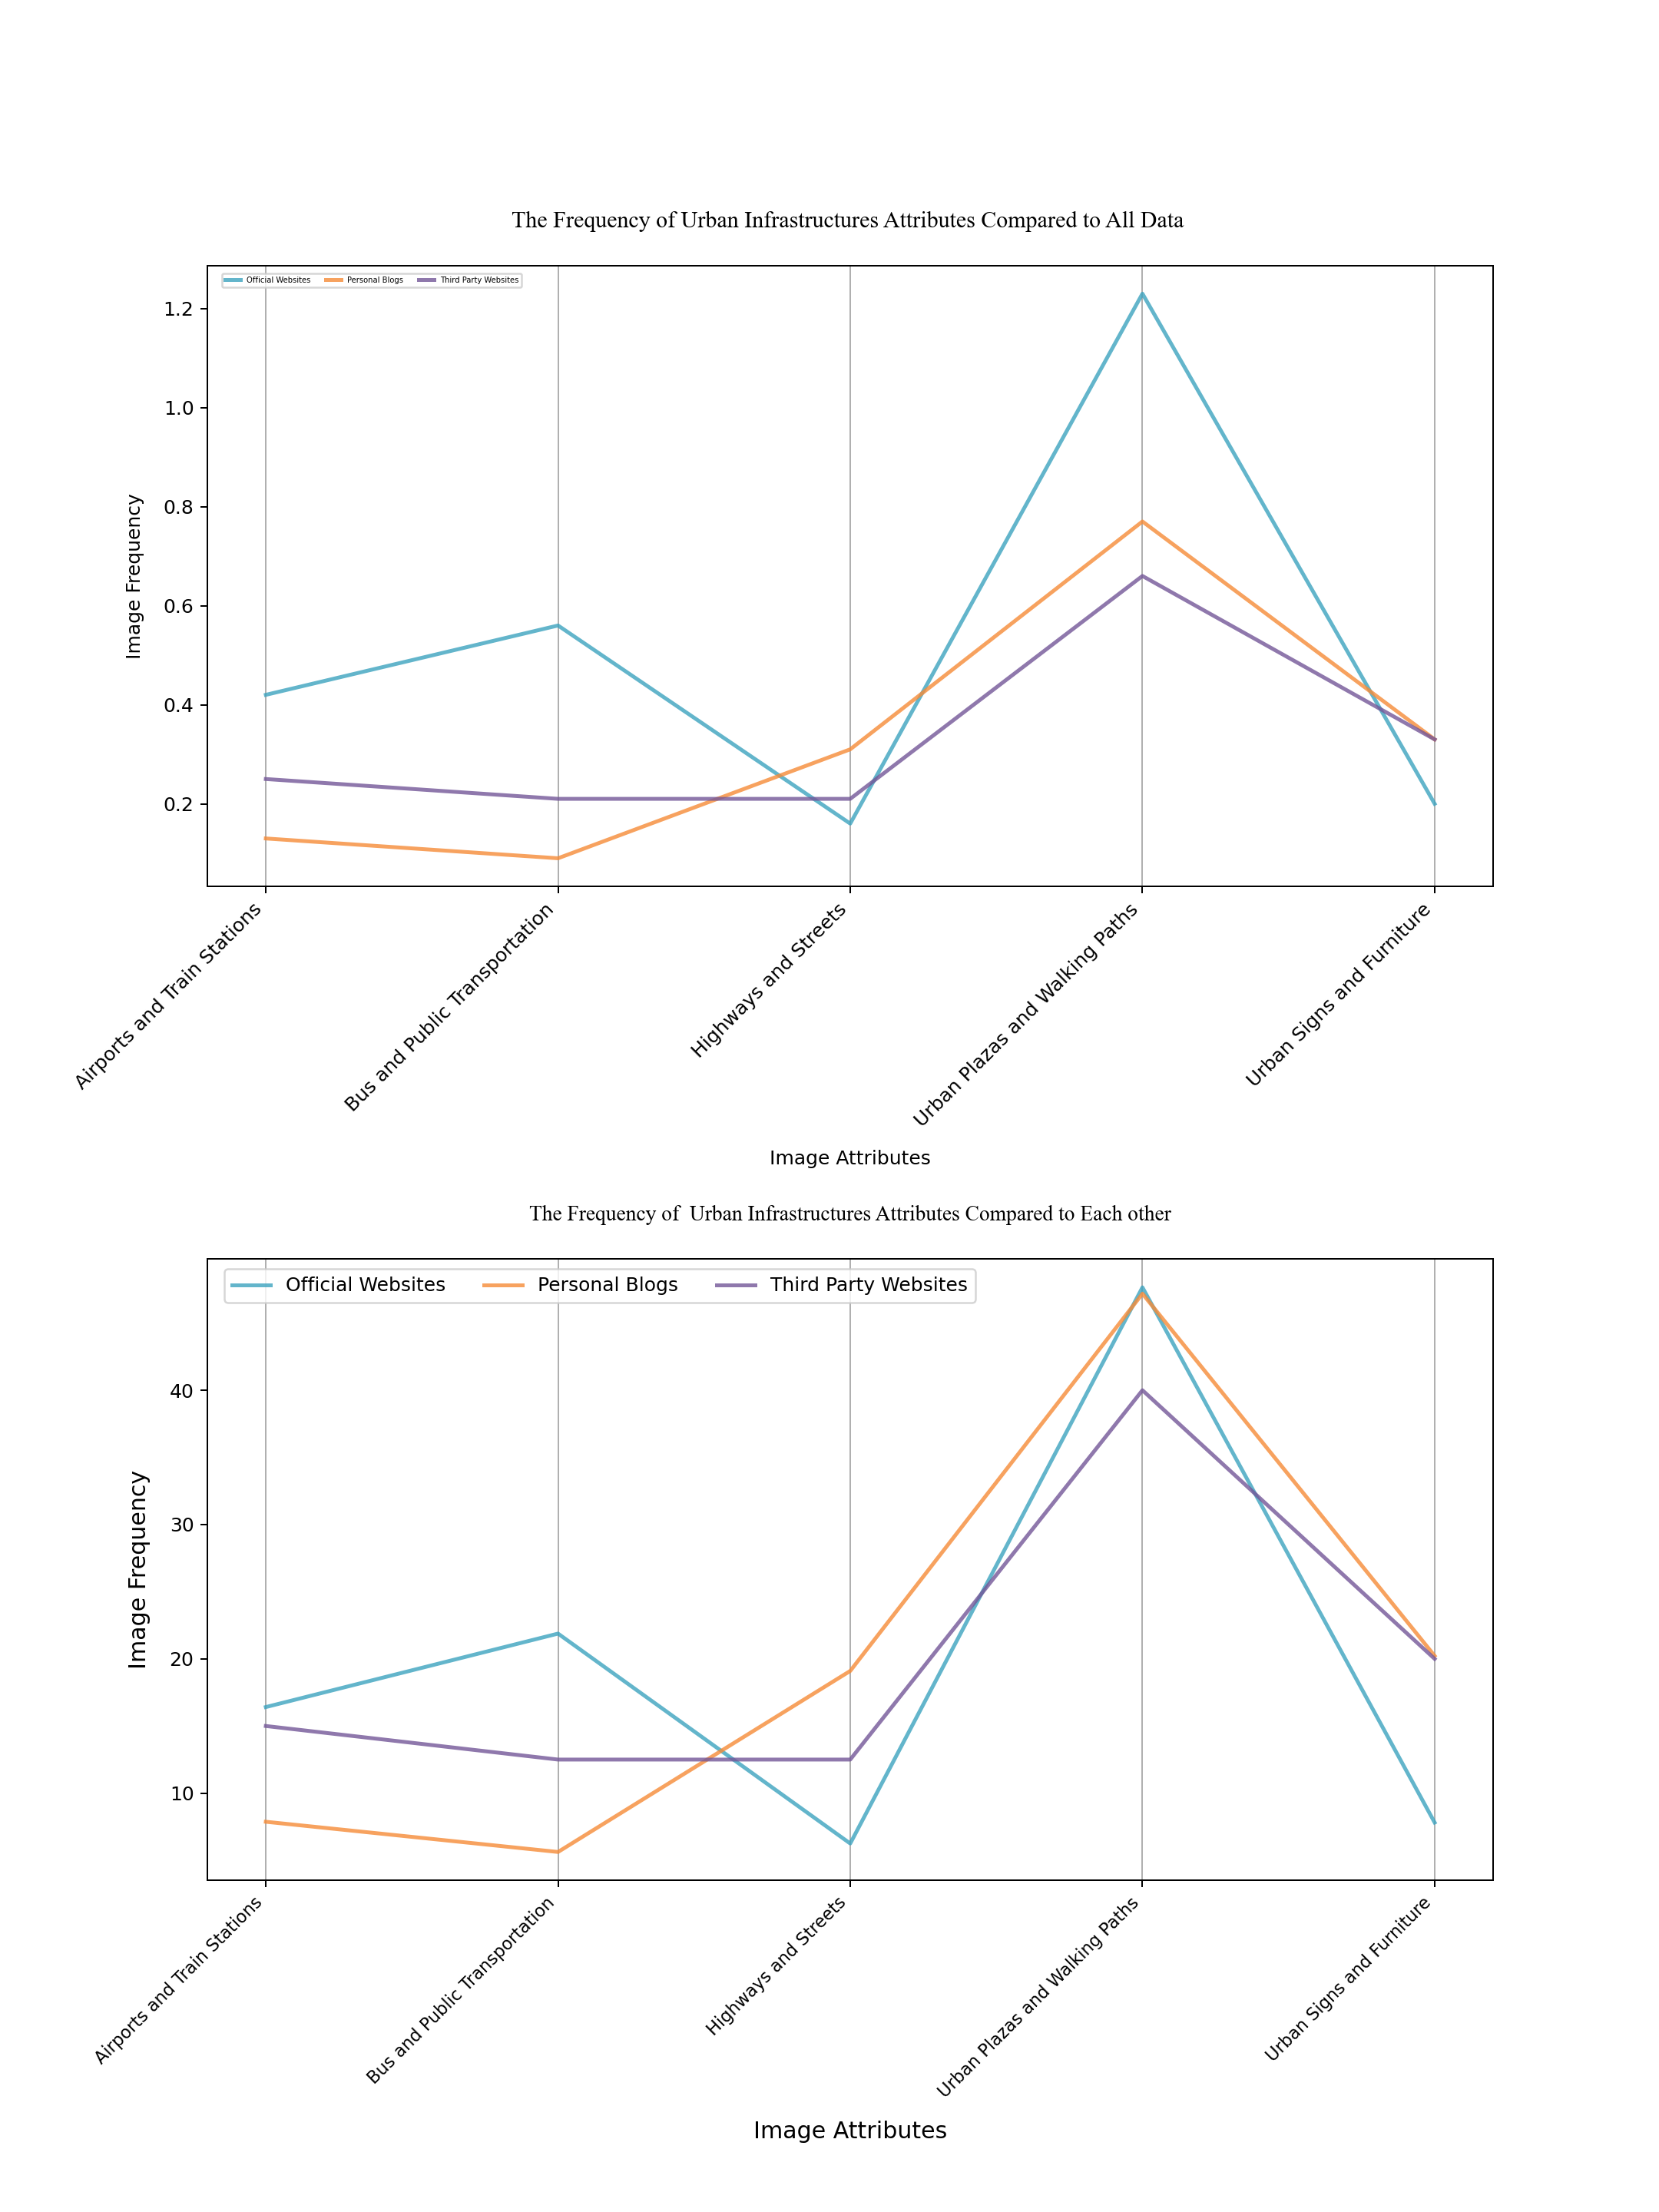 The Frequency of Urban Infrastructures Attributes Compared to All Data
Official Websites Personal Blogs Third Party Websites
1.2
1.0
0.8
0.6
0.4
0.2
Image Frequency
Airports and Train Stations
Bus and Public Transportation
Highways and Streets
Urban Plazas and Walking Paths
Urban Signs and Furniture
Image Attributes
The Frequency of  Urban Infrastructures Attributes Compared to Each other
Official Websites Personal Blogs Third Party Websites
40
30
20
10
Image Frequency
Airports and Train Stations
Bus and Public Transportation
Highways and Streets
Urban Plazas and Walking Paths
Urban Signs and Furniture
Image Attributes